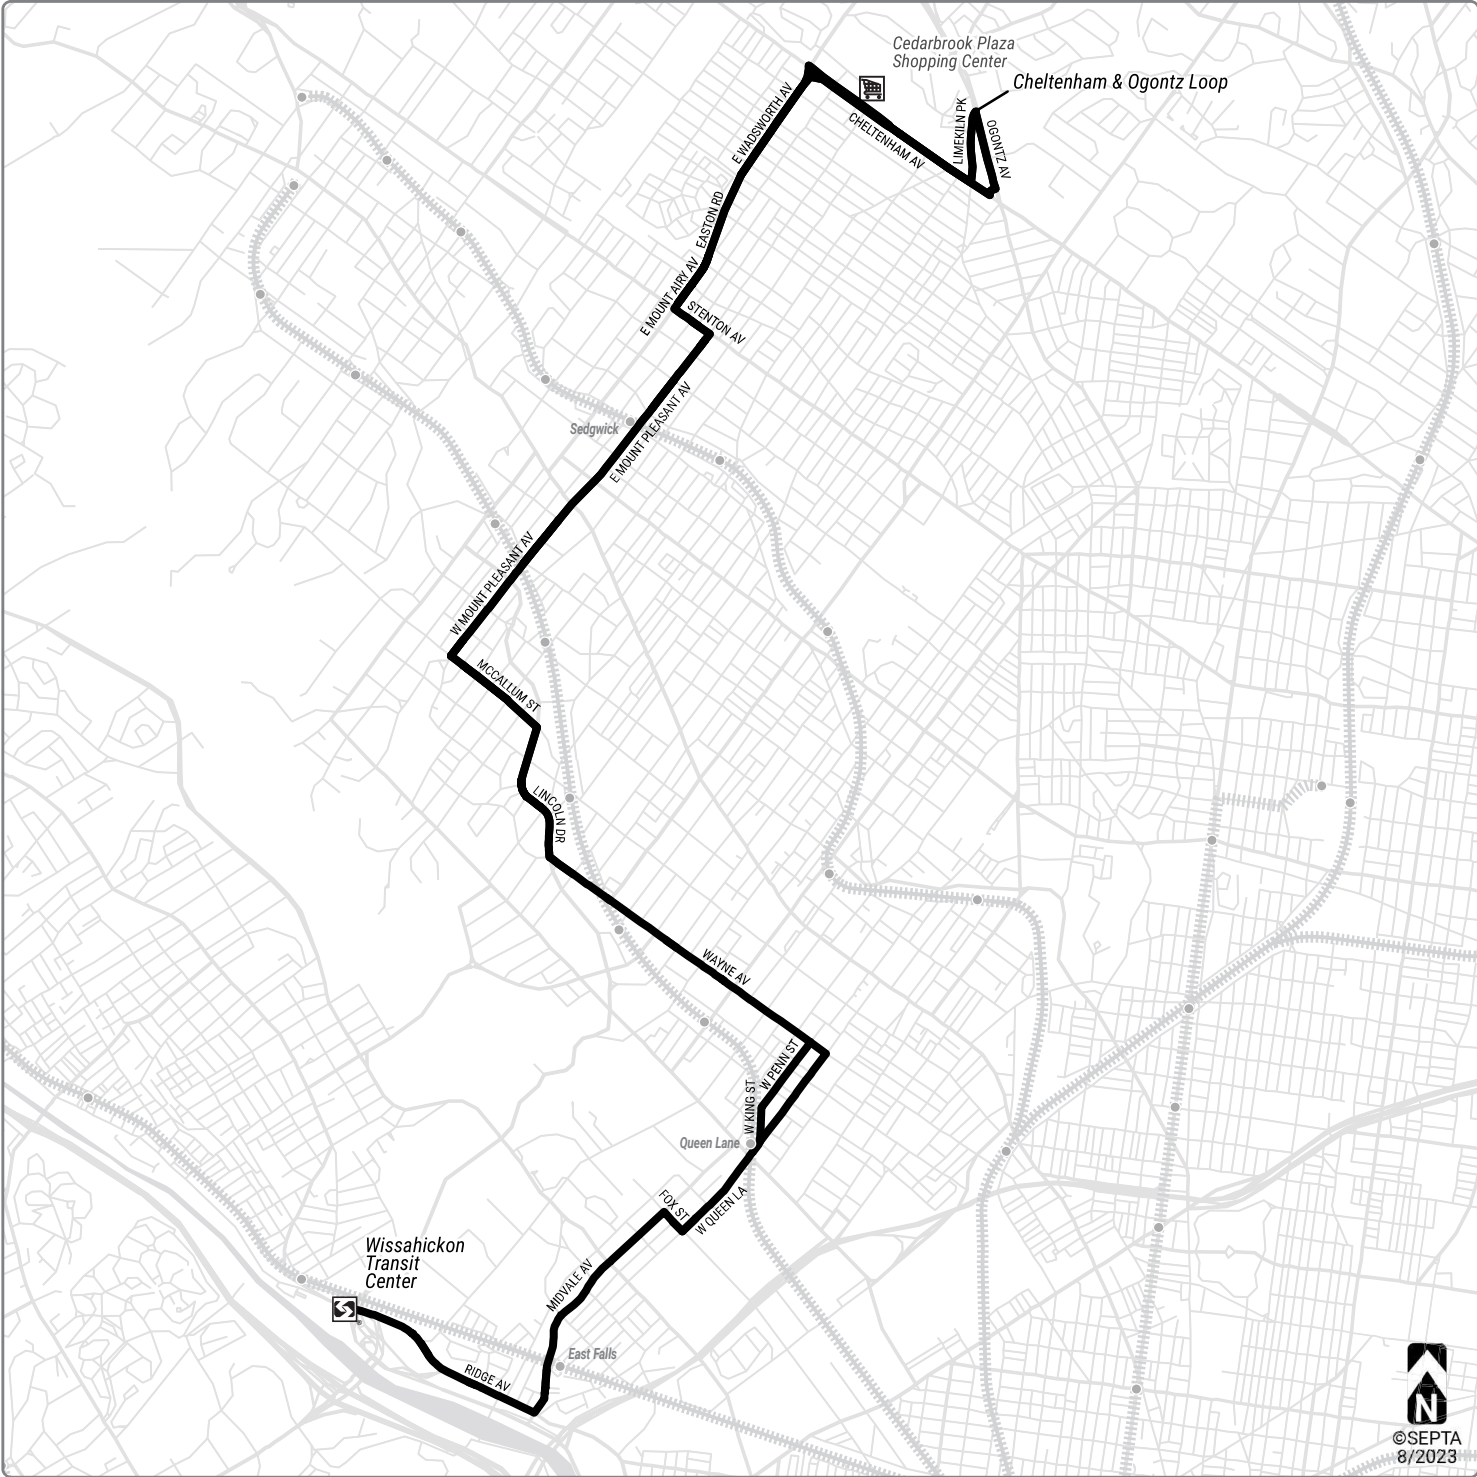 Cedarbrook Plaza
Shopping Center
Cheltenham & Ogontz Loop
LIMEKILN PK
OGONTZ AV
CHELTENHAM AV
E WADSWORTH AV
EASTON RD
E MOUNT AIRY AV
STENTON AV
E MOUNT PLEASANT AV
Sedgwick
W MOUNT PLEASANT AV
MCCALLUM ST
LINCOLN DR
WAYNE AV
W PENN ST
W KING ST
Queen Lane
W QUEEN LA
FOX ST
MIDVALE AV
Wissahickon
Transit
Center
East Falls
RIDGE AV
N
©SEPTA
8/2023